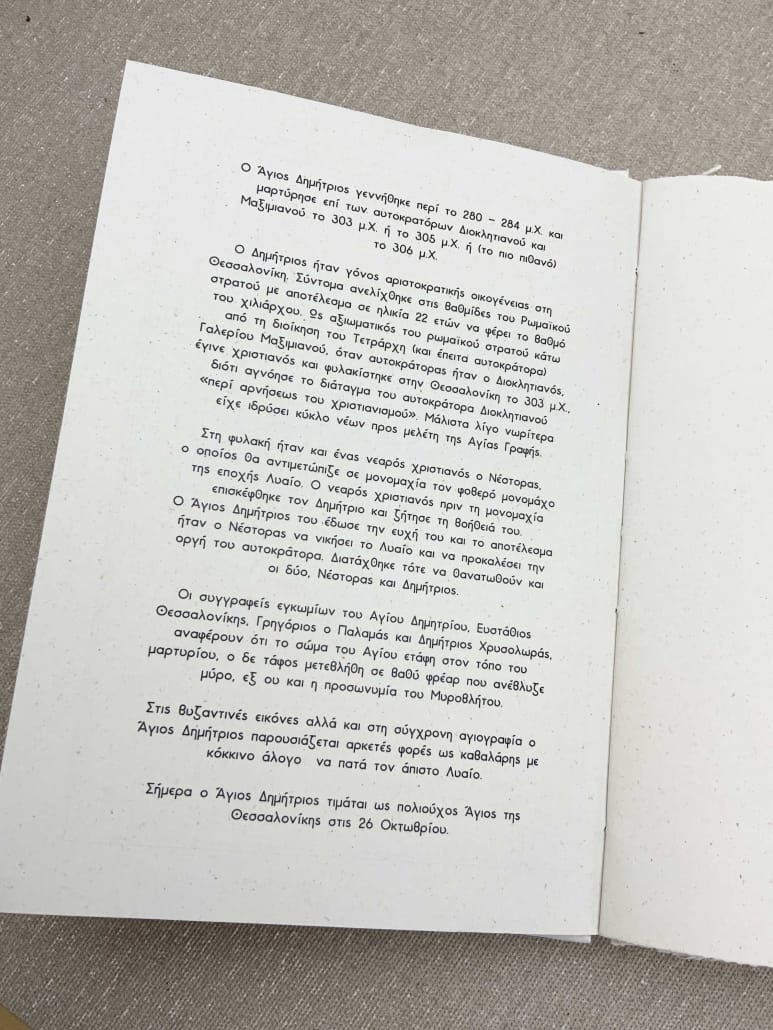 Ο Άγιος Δημήτριος γεννήθηκε περί το 280 – 284 μ.Χ. και
μαρτύρησε επί των αυτοκρατόρων Διοκλητιανού και
Μαξιμιανού το 303 μ.Χ. ή το 305 μ.Χ. ή (το πιο πιθανό)
το 306 μ.Χ.
Ο Δημήτριος ήταν γόνος αριστοκρατικής οικογένειας στη
Θεσσαλονίκη. Σύντομα ανελίχθηκε στις βαθμίδες του Ρωμαϊκού
στρατού με αποτέλεσμα σε ηλικία 22 ετών να φέρει το βαθμό
του χιλιάρχου. Ως αξιωματικός του ρωμαϊκού στρατού κάτω
από τη διοίκηση του Τετράρχη (και έπειτα αυτοκράτορα)
Γαλερίου Μαξιμιανού, όταν αυτοκράτορας ήταν ο Διοκλητιανός,
έγινε χριστιανός και φυλακίστηκε στην Θεσσαλονίκη το 303 μ.Χ.,
διότι αγνόησε το διάταγμα του αυτοκράτορα Διοκλητιανού
«περί αρνήσεως του χριστιανισμού». Μάλιστα λίγο νωρίτερα
είχε ιδρύσει κύκλο νέων προς μελέτη της Αγίας Γραφής.
Στη φυλακή ήταν και ένας νεαρός χριστιανός ο Νέστορας,
ο οποίος θα αντιμετώπιζε σε μονομαχία τον φοβερό μονομάχο
της εποχής Λυαίο. Ο νεαρός χριστιανός πριν τη μονομαχία
επισκέφθηκε τον Δημήτριο και ζήτησε τη βοήθειά του.
Ο Άγιος Δημήτριος του έδωσε την ευχή του και το αποτέλεσμα
ήταν ο Νέστορας να νικήσει το Λυαίο και να προκαλέσει την
οργή του αυτοκράτορα. Διατάχθηκε τότε να θανατωθούν και
οι δύο, Νέστορας και Δημήτριος.
Οι συγγραφείς εγκωμίων του Αγίου Δημητρίου, Ευστάθιος
Θεσσαλονίκης, Γρηγόριος ο Παλαμάς και Δημήτριος Χρυσολωράς,
αναφέρουν ότι το σώμα του Αγίου ετάφη στον τόπο του
μαρτυρίου, ο δε τάφος μετεβλήθη σε βαθύ φρέαρ που ανέβλυζε
μύρο, εξ ου και η προσωνυμία του Μυροβλήτου.
Στις βυζαντινές εικόνες αλλά και στη σύγχρονη αγιογραφία ο
Άγιος Δημήτριος παρουσιάζεται αρκετές φορές ως καβαλάρης με
κόκκινο άλογο να πατά τον άπιστο Λυαίο.
Σήμερα ο Άγιος Δημήτριος τιμάται ως πολιούχος Άγιος της
Θεσσαλονίκης στις 26 Οκτωβρίου.